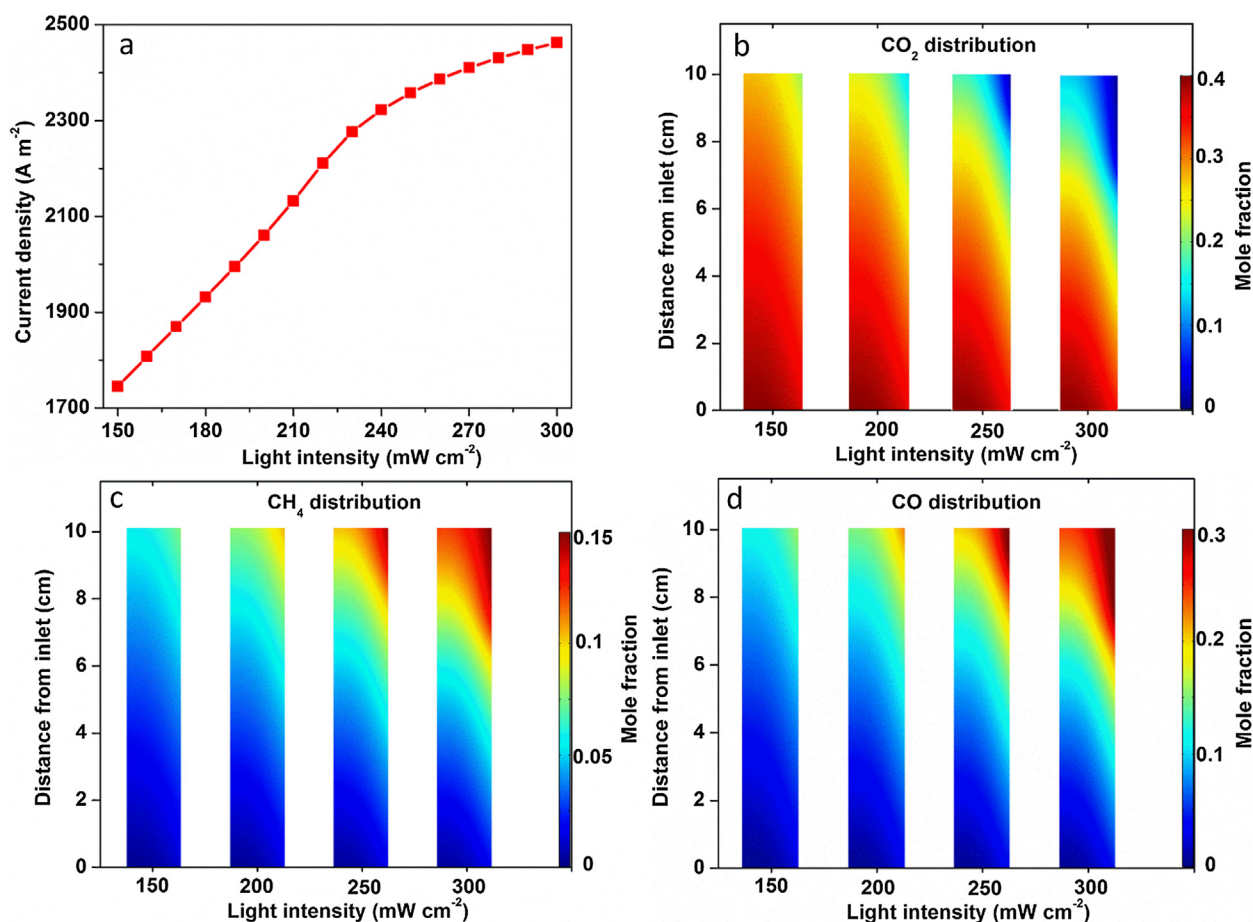 a
2500
2300
2100
1900
1700
Current density (A m⁻²)
150 180 210 240 270 300
Light intensity (mW cm⁻²)
b
CO₂ distribution
10
8
6
4
2
0
Distance from inlet (cm)
150 200 250 300
Light intensity (mW cm⁻²)
0.4
0.3
0.2
0.1
0
Mole fraction
c
CH₄ distribution
10
8
6
4
2
0
Distance from inlet (cm)
150 200 250 300
Light intensity (mW cm⁻²)
0.15
0.1
0.05
0
Mole fraction
d
CO distribution
10
8
6
4
2
0
Distance from inlet (cm)
150 200 250 300
Light intensity (mW cm⁻²)
0.3
0.2
0.1
0
Mole fraction